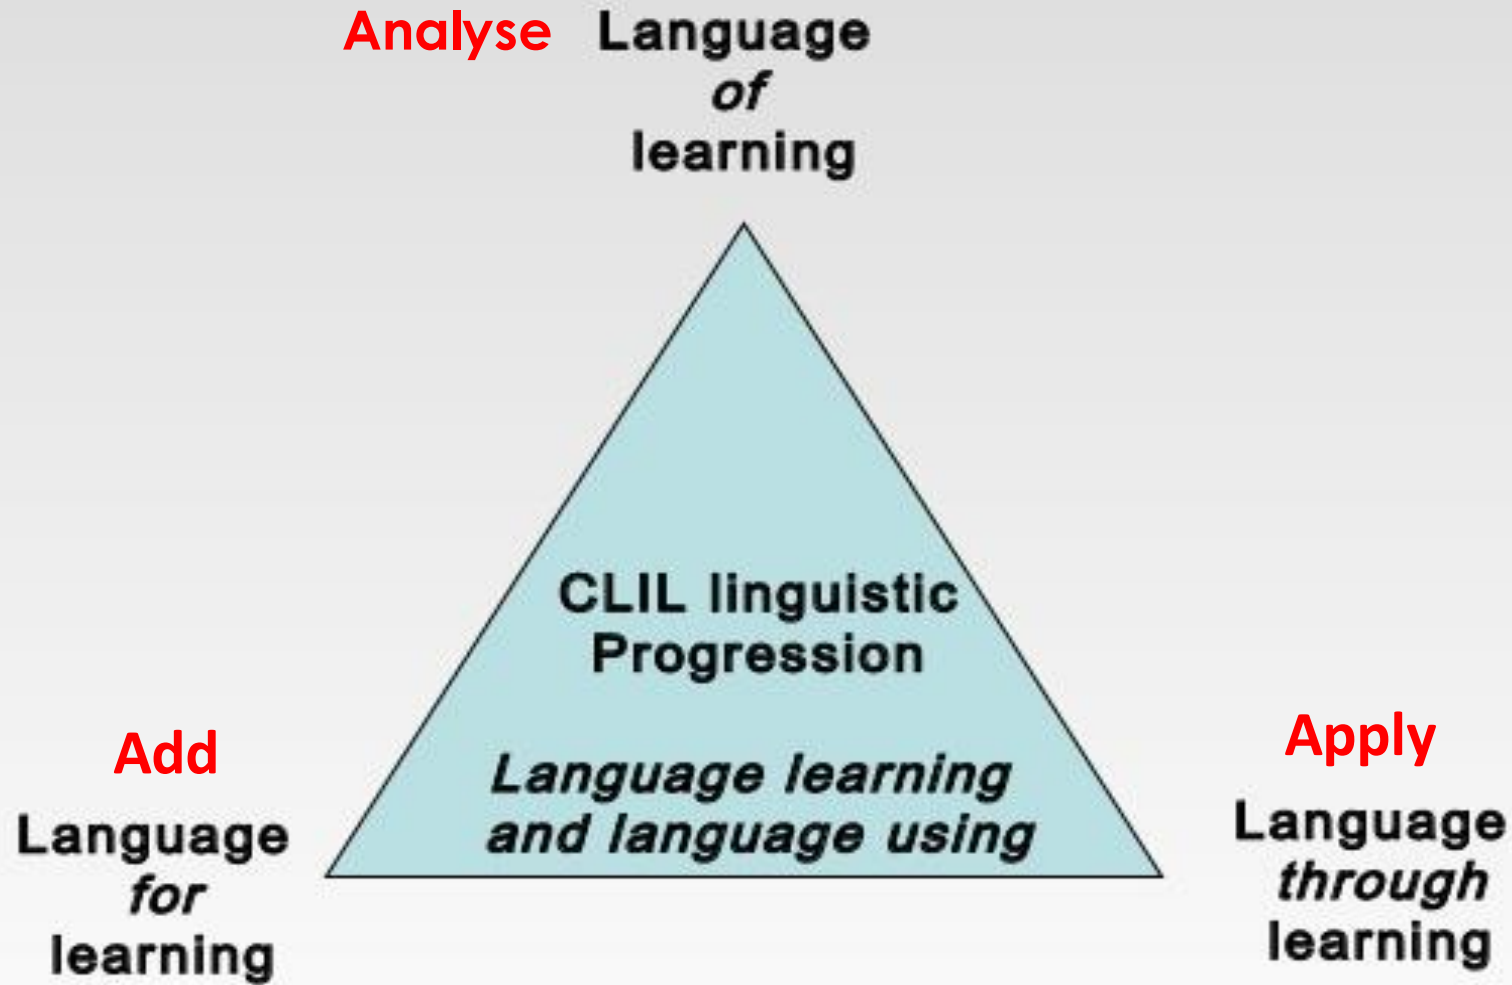 Analyse Language
of
learning
CLIL linguistic
Progression
Language learning
and language using
Add
Language
for
learning
Apply
Language
through
learning